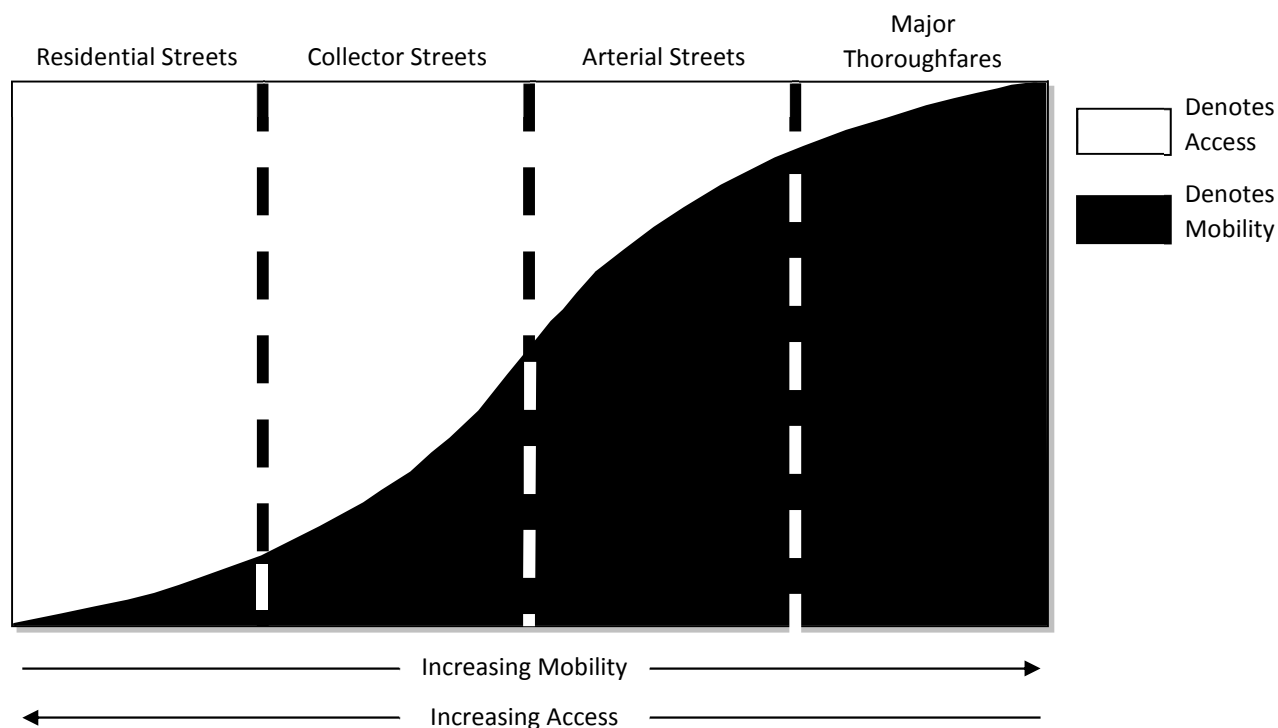 Major
Residential Streets Collector Streets Arterial Streets Thoroughfares
Denotes
Access
Denotes
Mobility
Increasing Mobility
Increasing Access